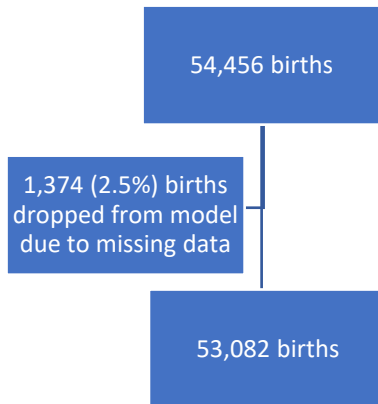 54,456 births
1,374 (2.5%) births
dropped from model
due to missing data
53,082 births